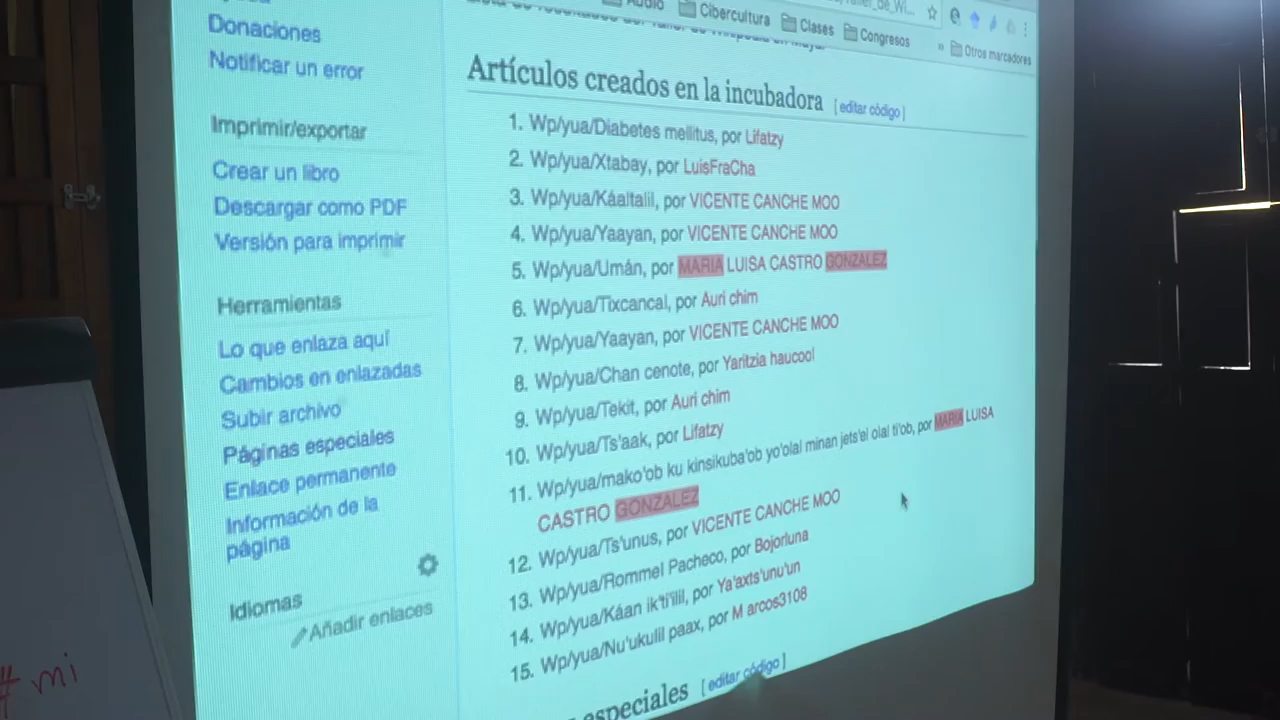 Audio
Cibercultura
Clases
Congresos
Otros marcadores
Donaciones
Notificar un error
Imprimir/exportar
Crear un libro
Descargar como PDF
Versión para imprimir
Herramientas
Lo que enlaza aquí
Cambios en enlazadas
Subir archivo
Páginas especiales
Enlace permanente
Información de la
página
Idiomas
Añadir enlaces
Artículos creados en la incubadora [ editar código ]
1. Wp/yua/Diabetes mellitus, por Lifatzy
2. Wp/yua/Xtabay, por LuisFraCha
3. Wp/yua/Káaltalil, por VICENTE CANCHE MOO
4. Wp/yua/Yaayan, por VICENTE CANCHE MOO
5. Wp/yua/Umán, por MARIA LUISA CASTRO GONZALEZ
6. Wp/yua/Tixcancal, por Auri chim
7. Wp/yua/Yaayan, por VICENTE CANCHE MOO
8. Wp/yua/Chan cenote, por Yaritzia haucool
9. Wp/yua/Tekit, por Auri chim
10. Wp/yua/Ts'aak, por Lifatzy
11. Wp/yua/mako'ob ku kinsikuba'ob yo'olal minan jets'el olal ti'ob, por MARIA LUISA
CASTRO GONZALEZ
12. Wp/yua/Ts'unus, por VICENTE CANCHE MOO
13. Wp/yua/Rommel Pacheco, por Bojorluna
14. Wp/yua/Káan ik'ti'ilil, por Ya'axts'unu'un
15. Wp/yua/Nu'ukulil paax, por M arcos3108
especiales [ editar código ]
# mi